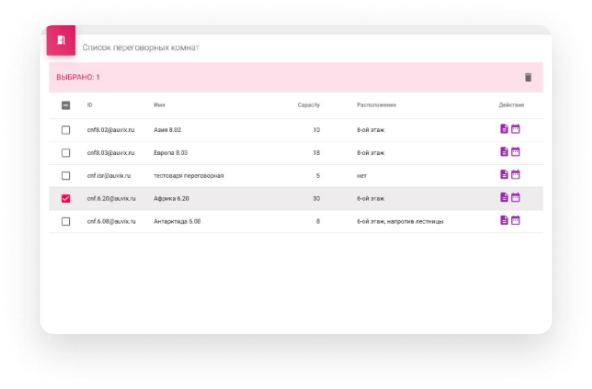 Список переговорных комнат
ВЫБРАНО: 1
ID Имя Capacity Расположение Действия
cnf8.02@auvix.ru Азия 8.02 10 8-ой этаж
cnf8.03@auvix.ru Европа 8.03 18 8-ой этаж
cnf.isr@auvix.ru тестовая переговорная 5 нет
cnf.6.28@auvix.ru Африка 6.28 30 6-ой этаж
cnf.6.08@auvix.ru Антарктида 5.08 8 6-ой этаж, напротив лестницы